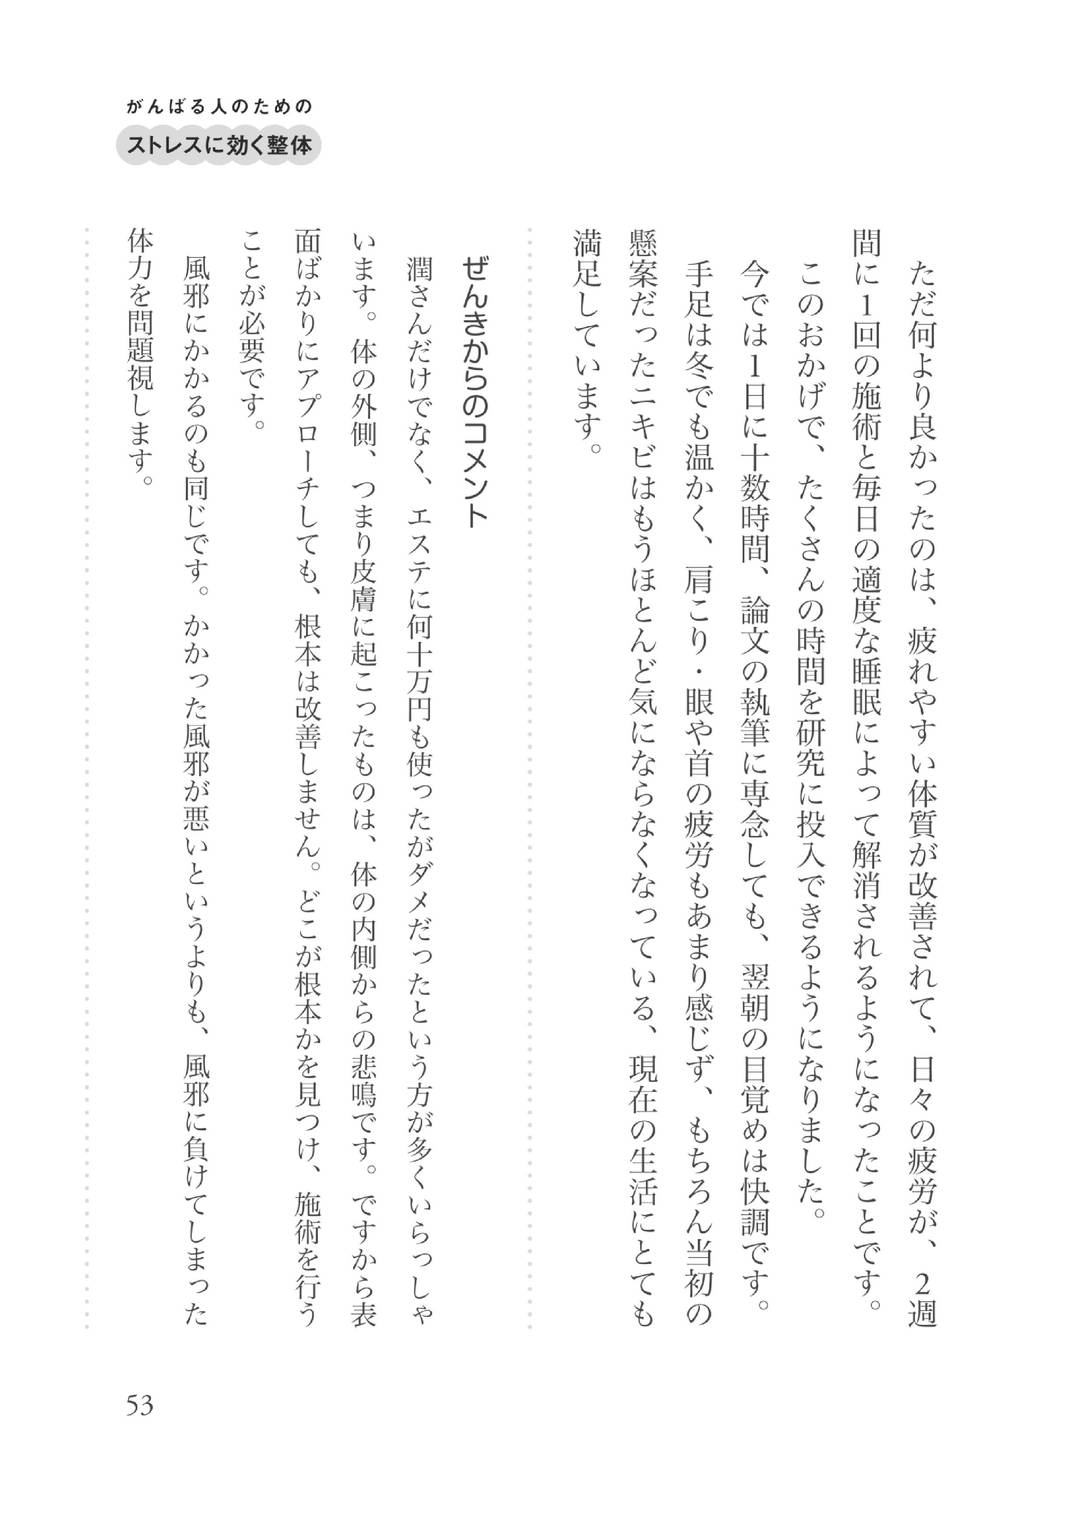 がんばる人のための
ストレスに効く整体
　ただ何より良かったのは、疲れやすい体質が改善されて、日々の疲労が、2週
間に1回の施術と毎日の適度な睡眠によって解消されるようになったことです。
　このおかげで、たくさんの時間を研究に投入できるようになりました。
　今では1日に十数時間、論文の執筆に専念しても、翌朝の目覚めは快調です。
　手足は冬でも温かく、肩こり・眼や首の疲労もあまり感じず、もちろん当初の
懸案だったニキビはもうほとんど気にならなくなっている、現在の生活にとても
満足しています。
ぜんきからのコメント
　潤さんだけでなく、エステに何十万円も使ったがダメだったという方が多くいらっしゃ
います。体の外側、つまり皮膚に起こったものは、体の内側からの悲鳴です。ですから表
面ばかりにアプローチしても、根本は改善しません。どこが根本かを見つけ、施術を行う
ことが必要です。
　風邪にかかるのも同じです。かかった風邪が悪いというよりも、風邪に負けてしまった
体力を問題視します。
53